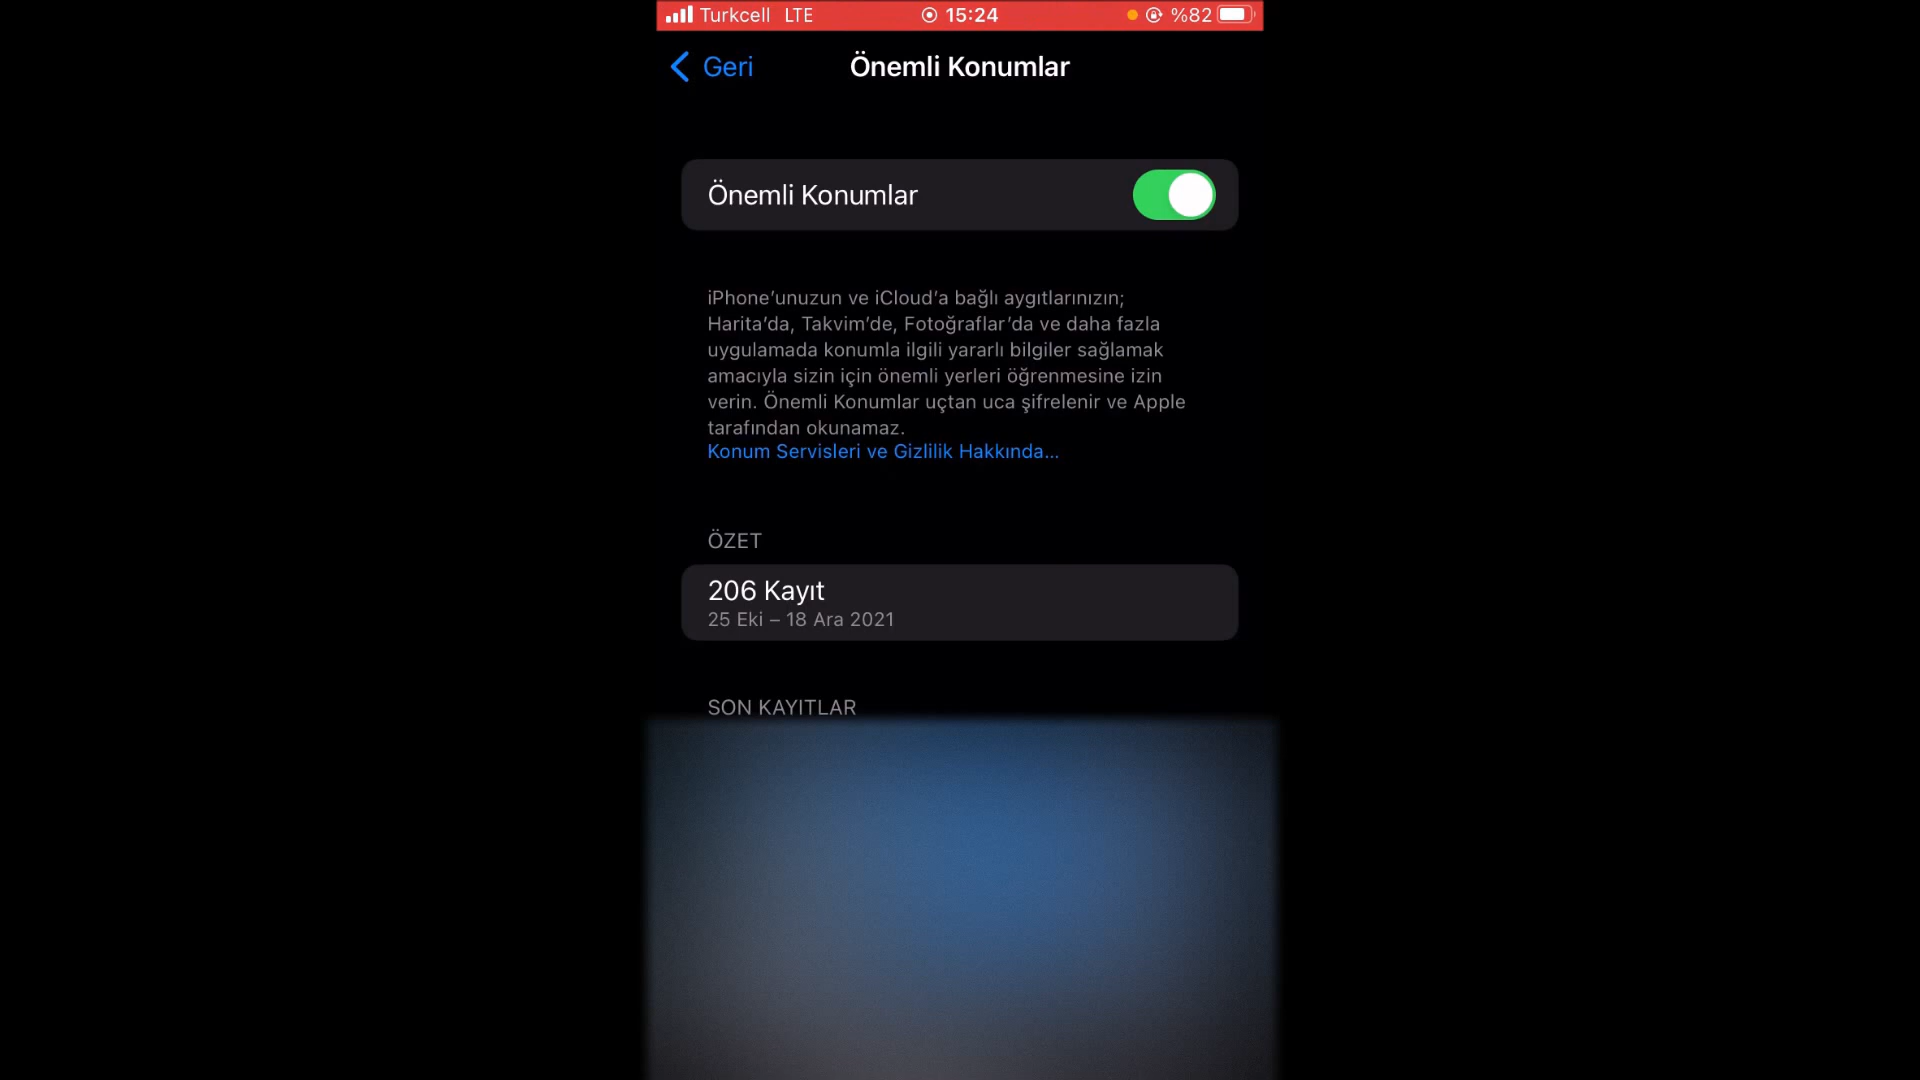 Turkcell LTE 15:24 %82
Geri
Önemli Konumlar
Önemli Konumlar
iPhone’unuzun ve iCloud’a bağlı aygıtlarınızın;
Harita’da, Takvim’de, Fotoğraflar’da ve daha fazla
uygulamada konumla ilgili yararlı bilgiler sağlamak
amacıyla sizin için önemli yerleri öğrenmesine izin
verin. Önemli Konumlar uçtan uca şifrelenir ve Apple
tarafından okunamaz.
Konum Servisleri ve Gizlilik Hakkında...
ÖZET
206 Kayıt
25 Eki – 18 Ara 2021
SON KAYITLAR